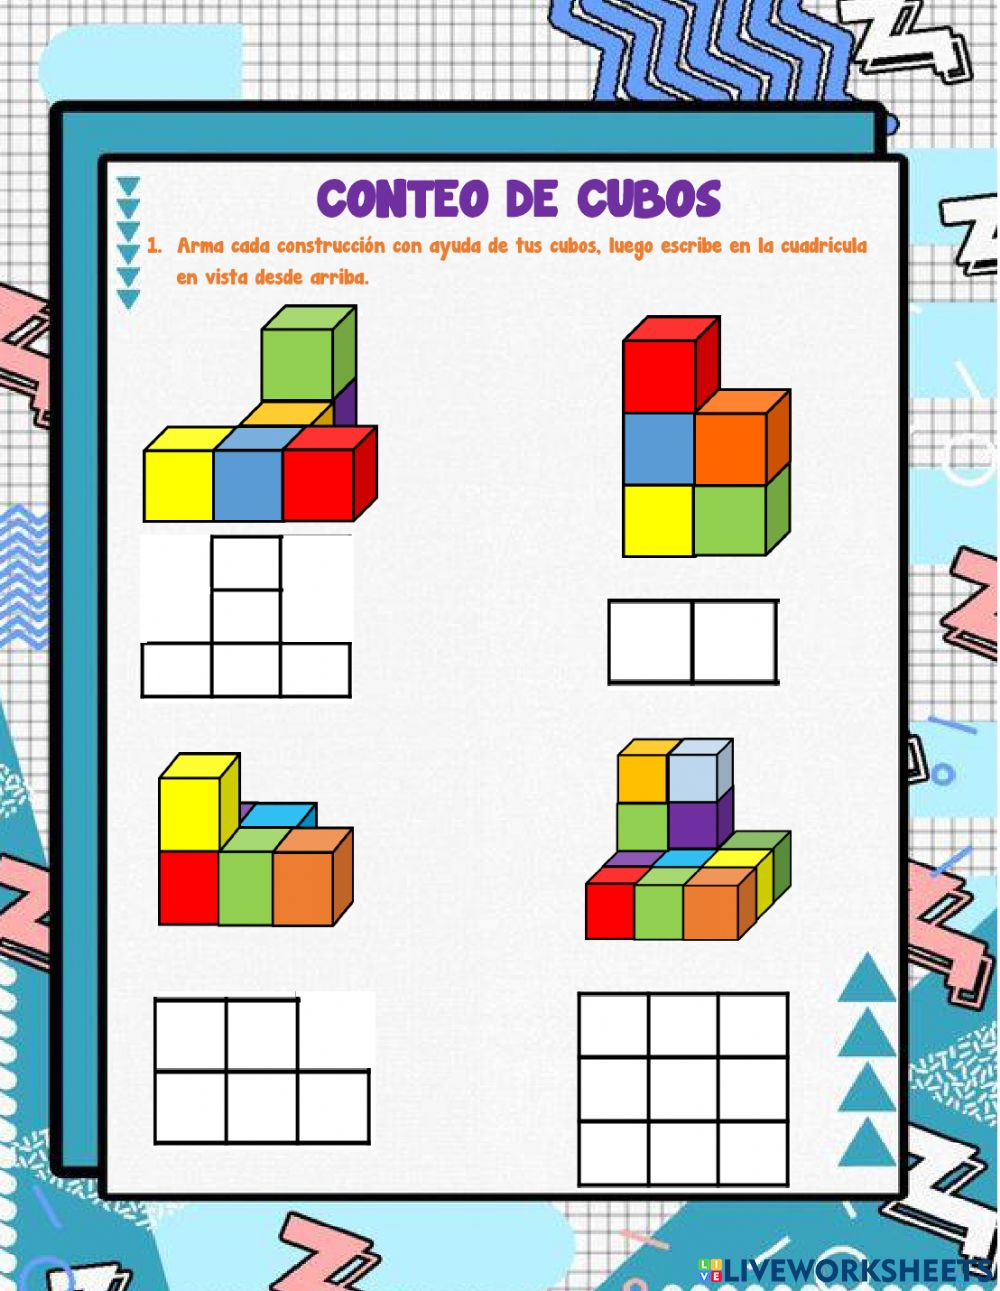 CONTEO DE CUBOS
1. Arma cada construcción con ayuda de tus cubos, luego escribe en la cuadricula
en vista desde arriba.
LIVE LIVEWORKSHEETS